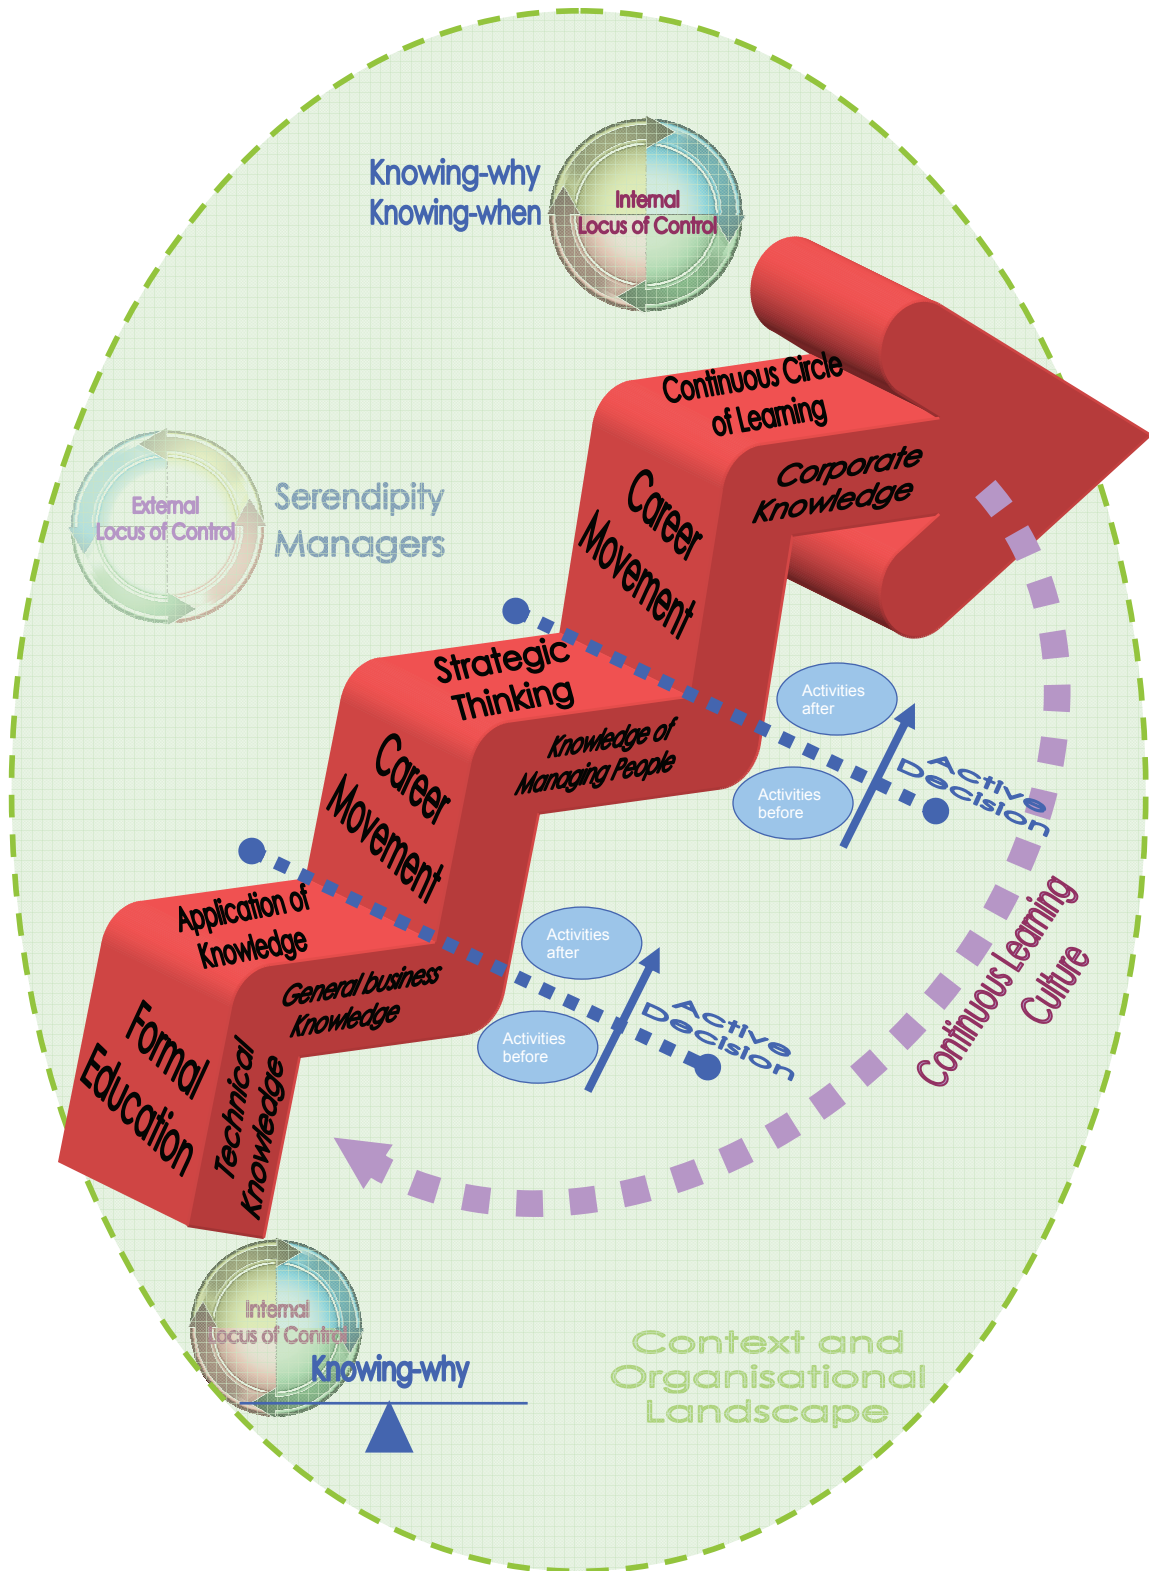 Knowing-why
Knowing-when
Internal
Locus of Control
Continuous Circle
of Learning
Corporate
Knowledge
Career
Movement
External
Locus of Control
Serendipity
Managers
Strategic
Thinking
Knowledge of
Managing People
Career
Movement
Activities
after
Activities
before
Active
Decision
Application of
Knowledge
General business
Knowledge
Formal
Education
Technical
Knowledge
Activities
after
Activities
before
Active
Decision
Continuous Learning
Culture
Internal
Locus of Control
Knowing-why
Context and
Organisational
Landscape